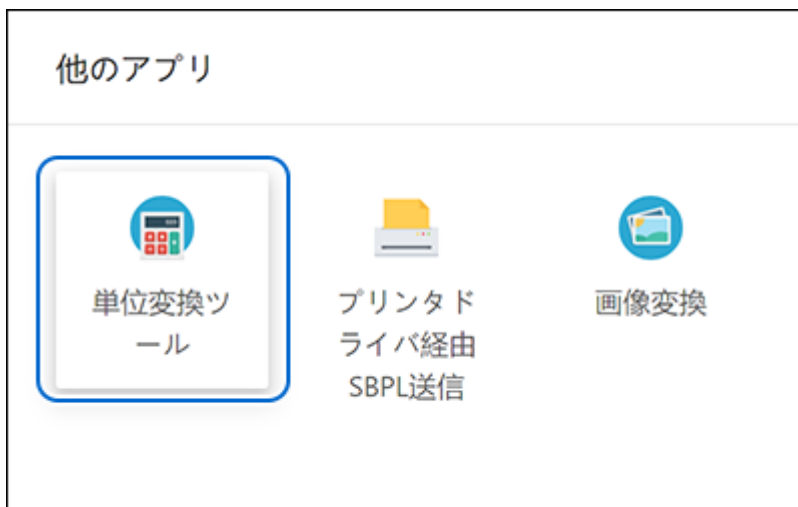 他のアプリ
単位変換ツ
ール
プリンタド
ライバ経由
SBPL送信
画像変換